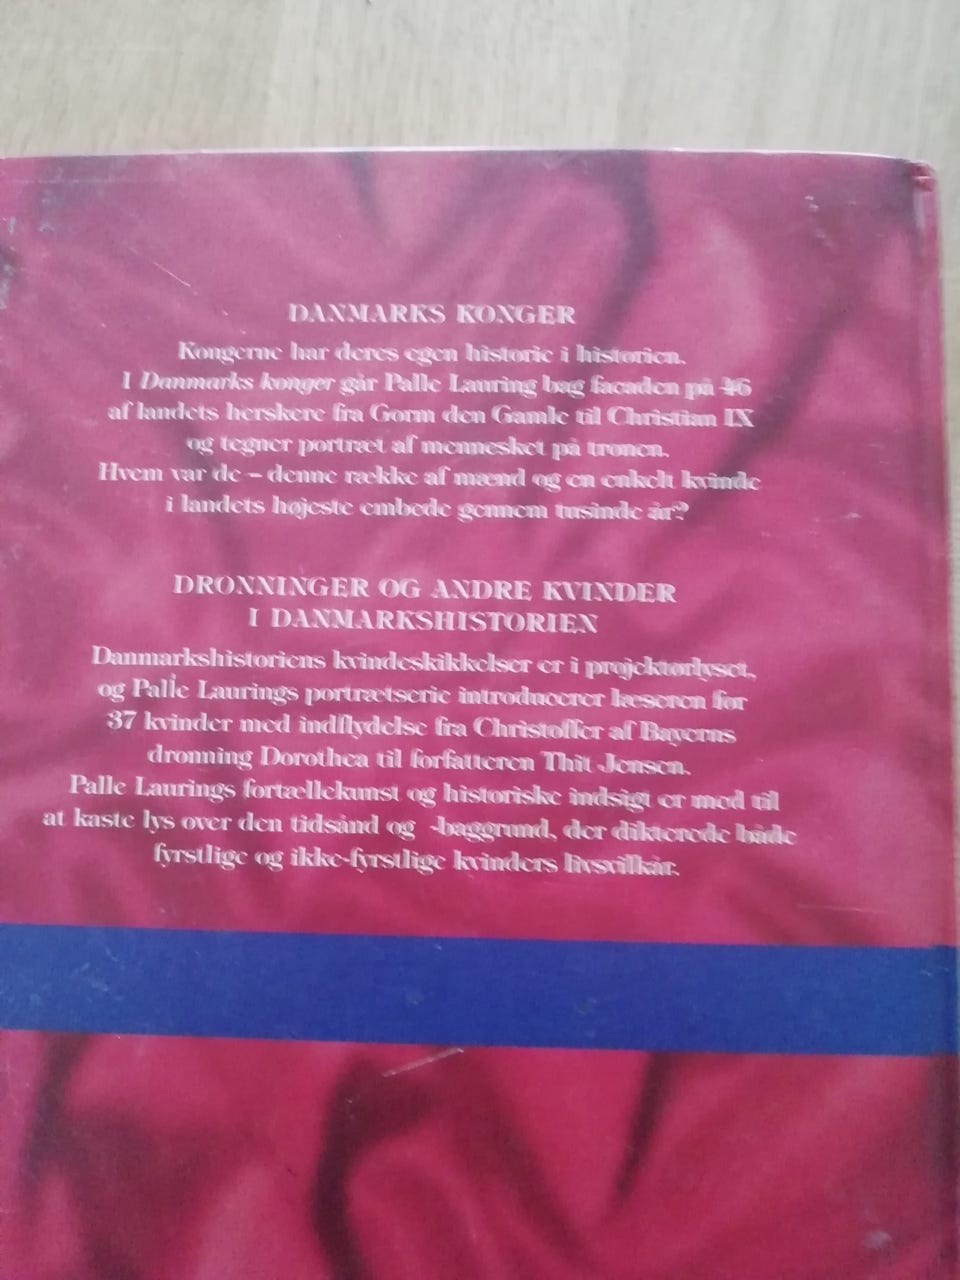 DANMARKS KONGER
Kongerne har deres egen historie i historien.
I Danmarks konger går Palle Lauring bag facaden på 46
af landets herskere fra Gorm den Gamle til Christian IX
og tegner portræt af mennesket på tronen.
Hvem var de – denne række af mænd og en enkelt kvinde
i landets højeste embede gennem tusinde år?
DRONNINGER OG ANDRE KVINDER
I DANMARKSHISTORIEN
Danmarkshistoriens kvindeskikkelser er i projektørlyset,
og Palle Laurings portrætserie introducerer læseren for
37 kvinder med indflydelse fra Christoffer af Bayerns
dronning Dorothea til forfatteren Thit Jensen.
Palle Laurings fortællekunst og historiske indsigt er med til
at kaste lys over den tidsånd og -baggrund, der dikterede både
fyrstlige og ikke-fyrstlige kvinders livsvilkår.